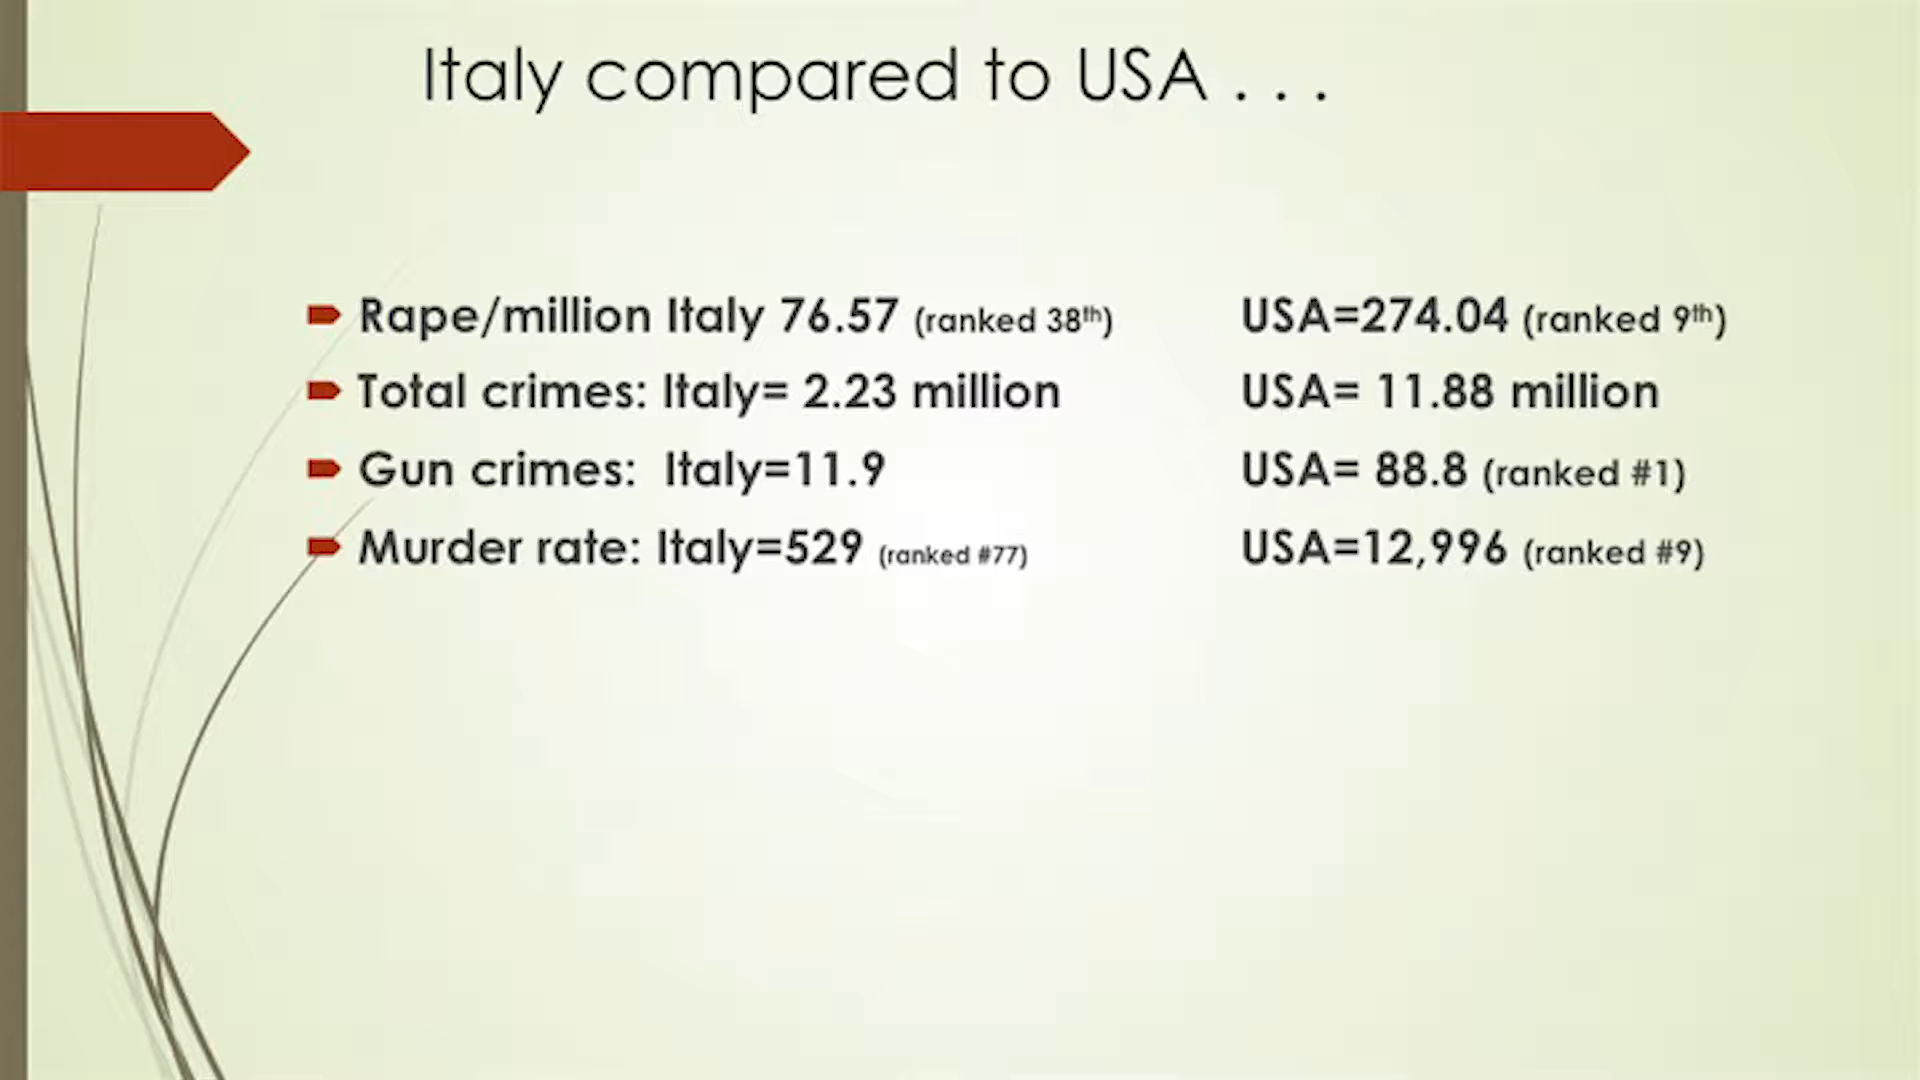 Italy compared to USA . . .
Rape/million Italy 76.57 (ranked 38th) USA=274.04 (ranked 9th)
Total crimes: Italy= 2.23 million USA= 11.88 million
Gun crimes: Italy=11.9 USA= 88.8 (ranked #1)
Murder rate: Italy=529 (ranked #77) USA=12,996 (ranked #9)